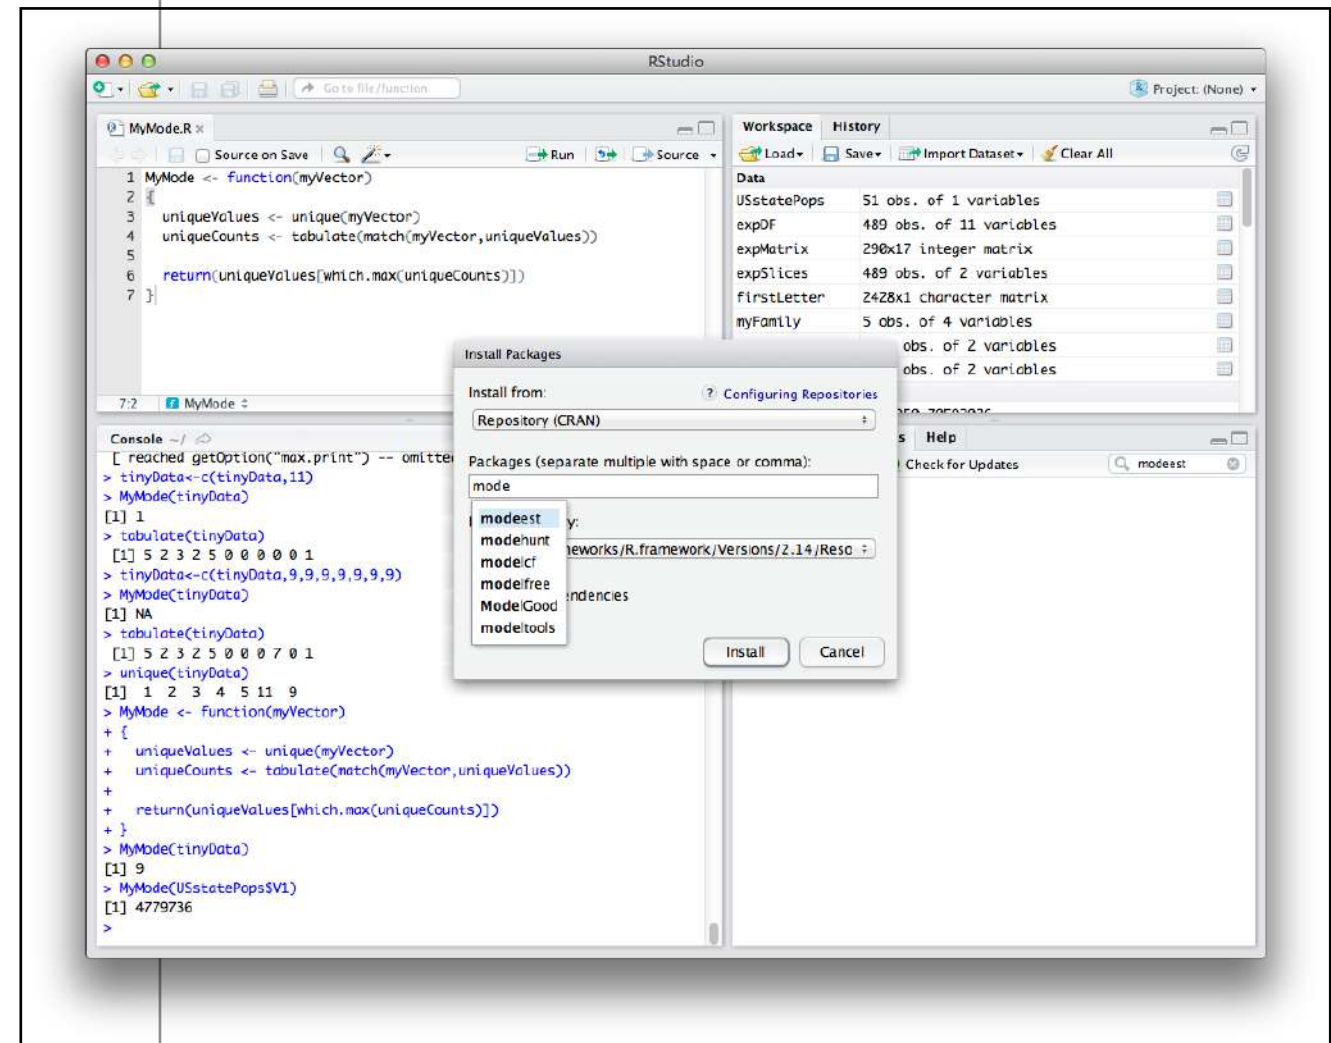 RStudio
Go to file/function
Project: (None)
MyMode.R
Source on Save
Run
Source
1 MyMode <- function(myVector)
2 {
3 uniqueValues <- unique(myVector)
4 uniqueCounts <- tabulate(match(myVector,uniqueValues))
5
6 return(uniqueValues[which.max(uniqueCounts)])
7 }
7:2 MyMode
Workspace History
Load Save Import Dataset Clear All
Data
USstatePops 51 obs. of 1 variables
expDF 489 obs. of 11 variables
expMatrix 290x17 integer matrix
expSlices 489 obs. of 2 variables
firstLetter 2428x1 character matrix
myFamily 5 obs. of 4 variables
obs. of 2 variables
obs. of 2 variables
Install Packages
Install from:
? Configuring Repositories
Repository (CRAN)
Packages (separate multiple with space or comma):
mode
modeest
modehunt
modelcf
modelfree
ModelGood
modeltools
y:
eworks/R.framework/Versions/2.14/Reso
endencies
Install Cancel
s Help
Check for Updates
modeest
Console ~/
[ reached getOption("max.print") -- omitte
> tinyData<-c(tinyData,11)
> MyMode(tinyData)
[1] 1
> tabulate(tinyData)
[1] 5 2 3 2 5 0 0 0 0 0 1
> tinyData<-c(tinyData,9,9,9,9,9,9,9)
> MyMode(tinyData)
[1] NA
> tabulate(tinyData)
[1] 5 2 3 2 5 0 0 0 7 0 1
> unique(tinyData)
[1] 1 2 3 4 5 11 9
> MyMode <- function(myVector)
+ {
+ uniqueValues <- unique(myVector)
+ uniqueCounts <- tabulate(match(myVector,uniqueValues))
+
+ return(uniqueValues[which.max(uniqueCounts)])
+ }
> MyMode(tinyData)
[1] 9
> MyMode(USstatePops$V1)
[1] 4779736
>